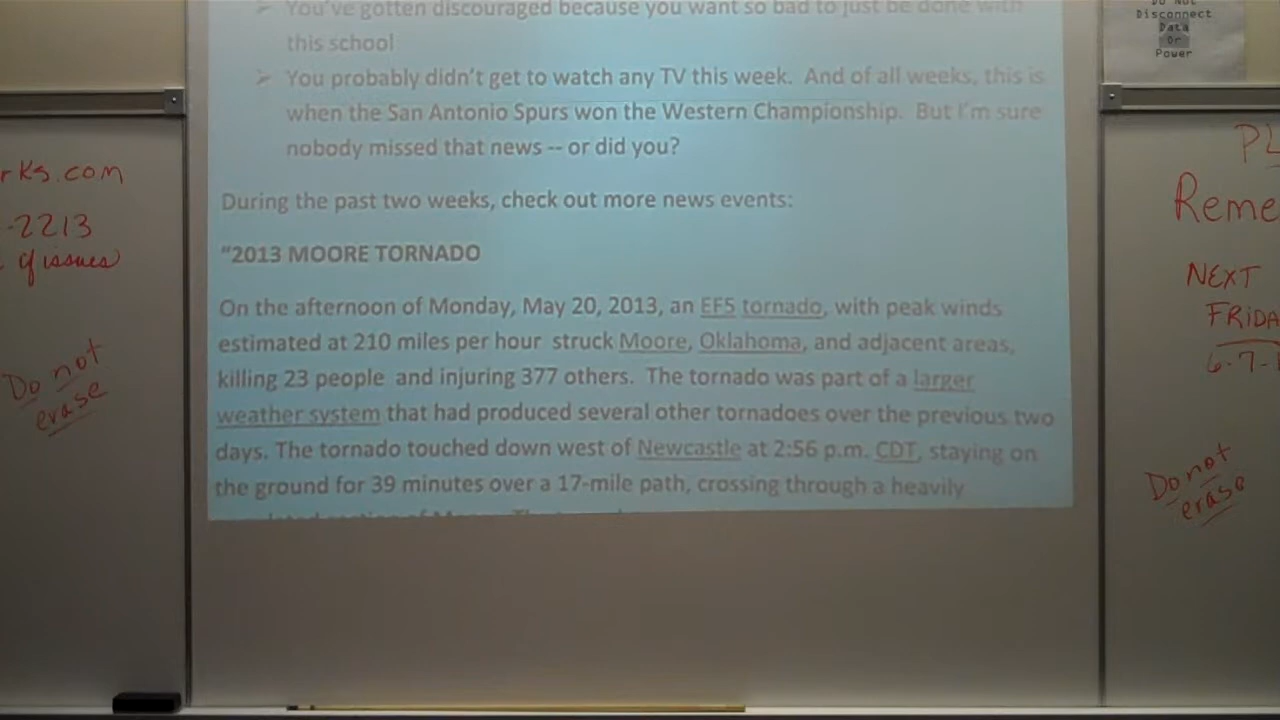 You've gotten discouraged because you want so bad to just be done with
this school
You probably didn't get to watch any TV this week. And of all weeks, this is
when the San Antonio Spurs won the Western Championship. But I'm sure
nobody missed that news -- or did you?
During the past two weeks, check out more news events:
"2013 MOORE TORNADO
On the afternoon of Monday, May 20, 2013, an EF5 tornado, with peak winds
estimated at 210 miles per hour struck Moore, Oklahoma, and adjacent areas,
killing 23 people and injuring 377 others. The tornado was part of a larger
weather system that had produced several other tornadoes over the previous two
days. The tornado touched down west of Newcastle at 2:56 p.m. CDT, staying on
the ground for 39 minutes over a 17-mile path, crossing through a heavily
rks.com
-2213
of issues
Do not
erase
Disconnect
Data
Or
Power
PL
Reme
NEXT
FRIDA
6-7-1
Do not
erase